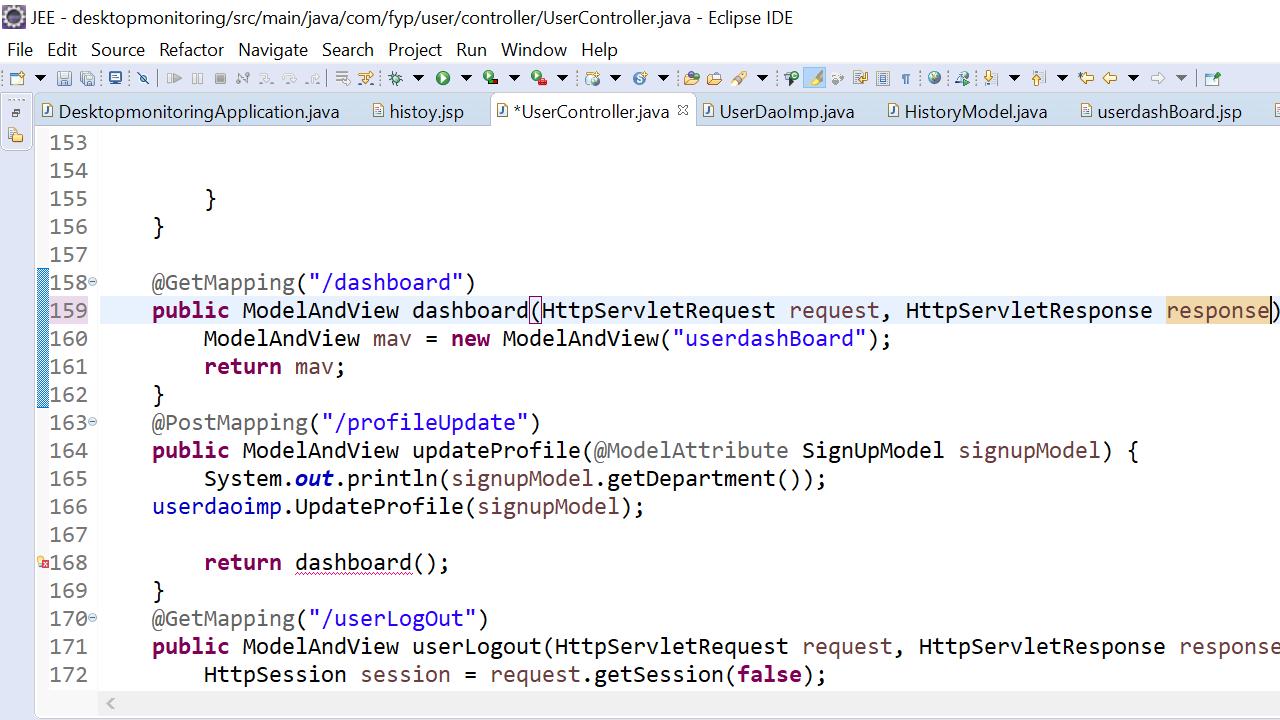 JEE - desktopmonitoring/src/main/java/com/fyp/user/controller/UserController.java - Eclipse IDE
File Edit Source Refactor Navigate Search Project Run Window Help
DesktopmonitoringApplication.java histoy.jsp *UserController.java UserDaoImp.java HistoryModel.java userdashBoard.jsp
153
154
155 }
156 }
157
158 @GetMapping("/dashboard")
159 public ModelAndView dashboard(HttpServletRequest request, HttpServletResponse response)
160 ModelAndView mav = new ModelAndView("userdashBoard");
161 return mav;
162 }
163 @PostMapping("/profileUpdate")
164 public ModelAndView updateProfile(@ModelAttribute SignUpModel signupModel) {
165 System.out.println(signupModel.getDepartment());
166 userdaoimp.UpdateProfile(signupModel);
167
168 return dashboard();
169 }
170 @GetMapping("/userLogOut")
171 public ModelAndView userLogout(HttpServletRequest request, HttpServletResponse response
172 HttpSession session = request.getSession(false);